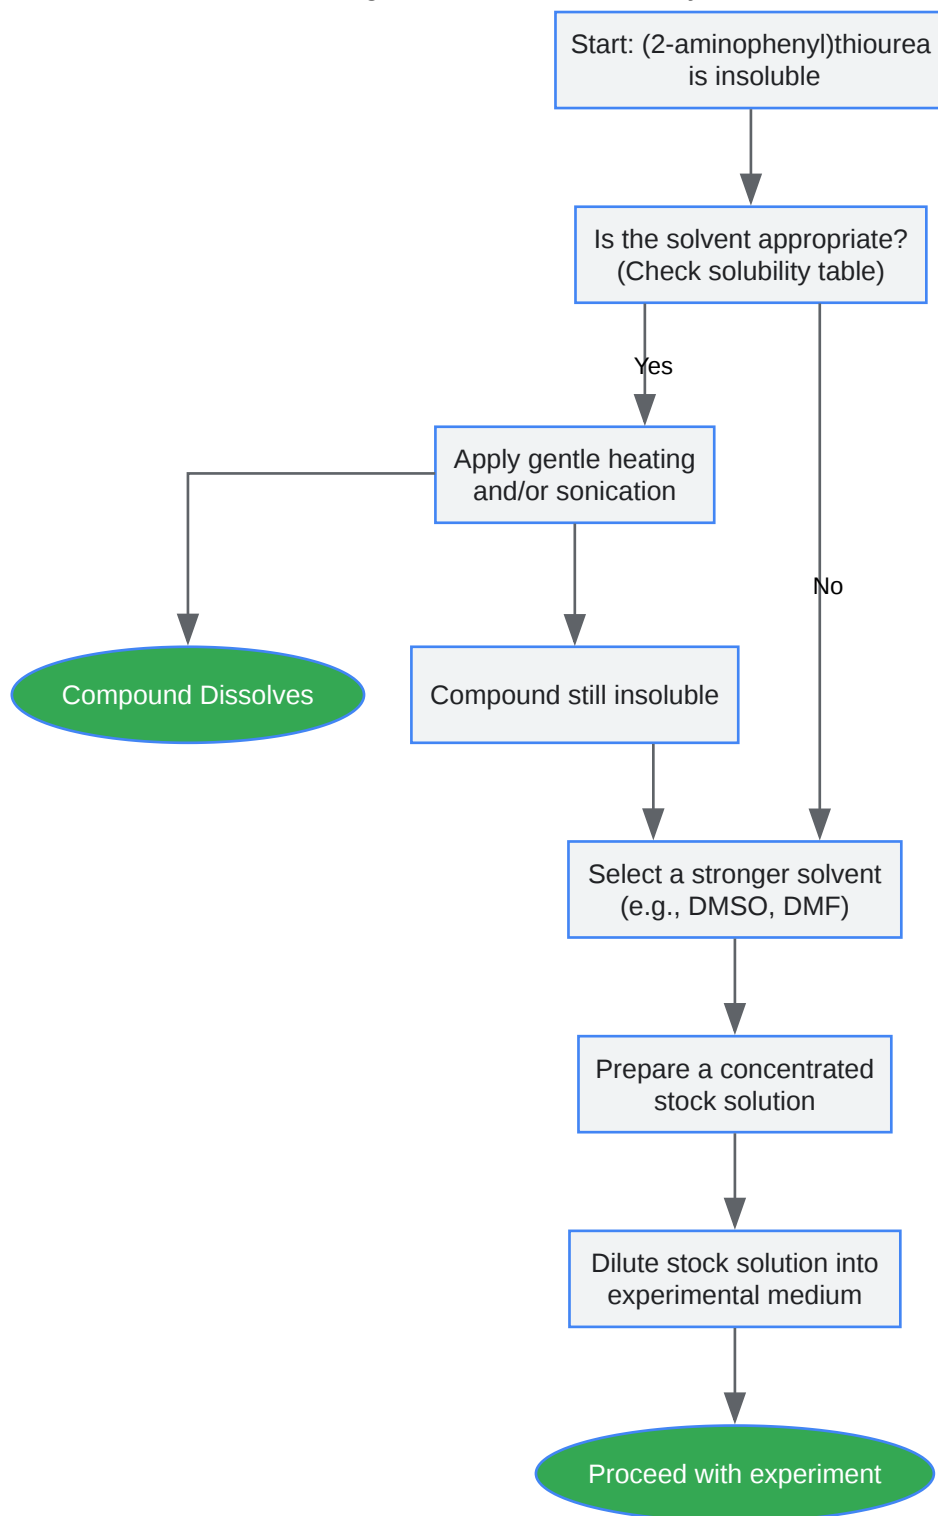 Start: (2-aminophenyl)thiourea
is insoluble
Is the solvent appropriate?
(Check solubility table)
Yes
Apply gentle heating
and/or sonication
No
Compound Dissolves
Compound still insoluble
Select a stronger solvent
(e.g., DMSO, DMF)
Prepare a concentrated
stock solution
Dilute stock solution into
experimental medium
Proceed with experiment